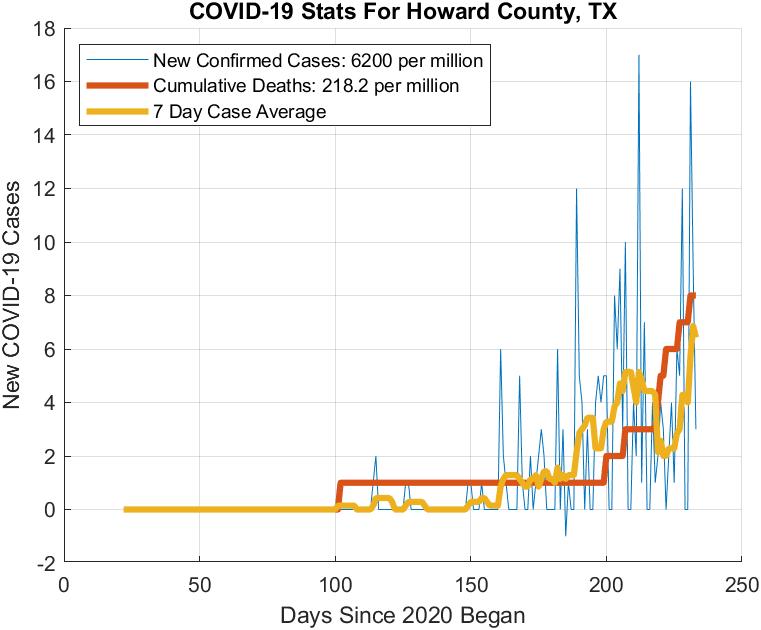 COVID-19 Stats For Howard County, TX
New Confirmed Cases: 6200 per million
Cumulative Deaths: 218.2 per million
7 Day Case Average
New COVID-19 Cases
18
16
14
12
10
8
6
4
2
0
-2
0 50 100 150 200 250
Days Since 2020 Began